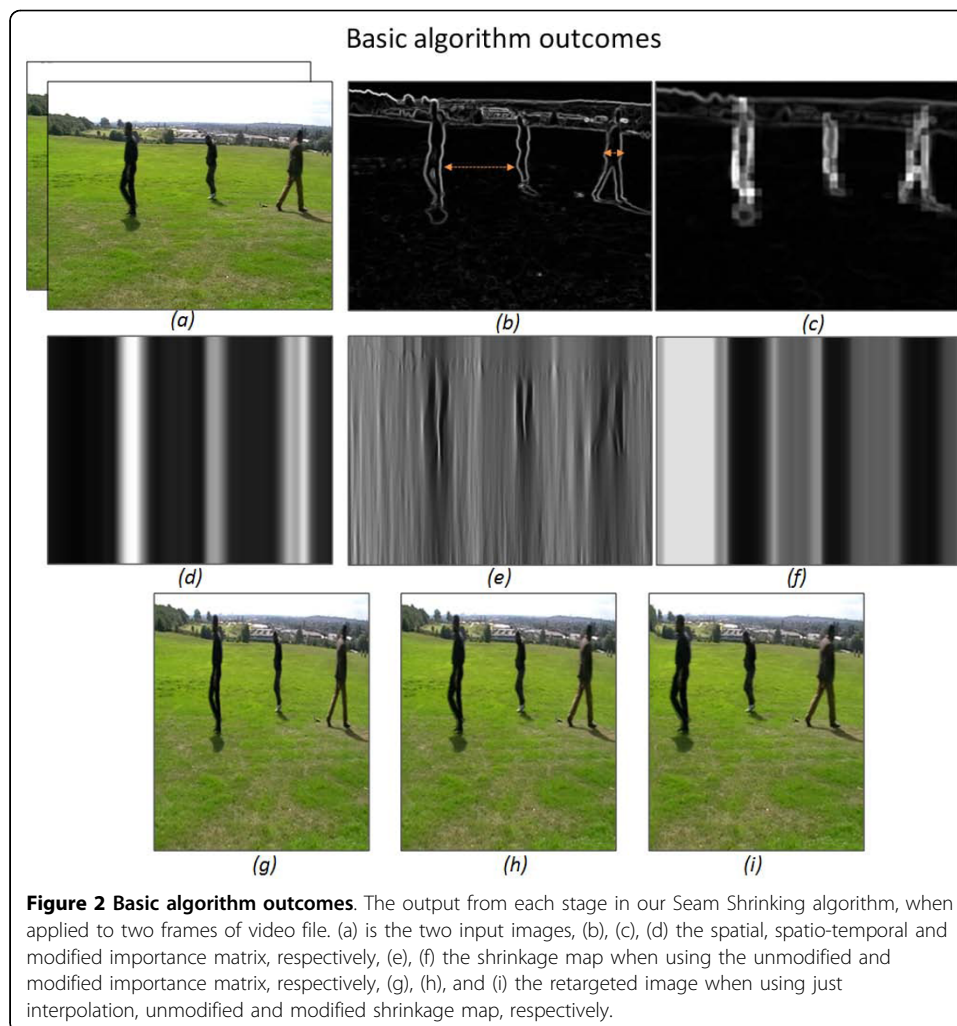 Basic algorithm outcomes
(a)
(b)
(c)
(d)
(e)
(f)
(g)
(h)
(i)
Figure 2 Basic algorithm outcomes. The output from each stage in our Seam Shrinking algorithm, when
applied to two frames of video file. (a) is the two input images, (b), (c), (d) the spatial, spatio-temporal and
modified importance matrix, respectively, (e), (f) the shrinkage map when using the unmodified and
modified importance matrix, respectively, (g), (h), and (i) the retargeted image when using just
interpolation, unmodified and modified shrinkage map, respectively.